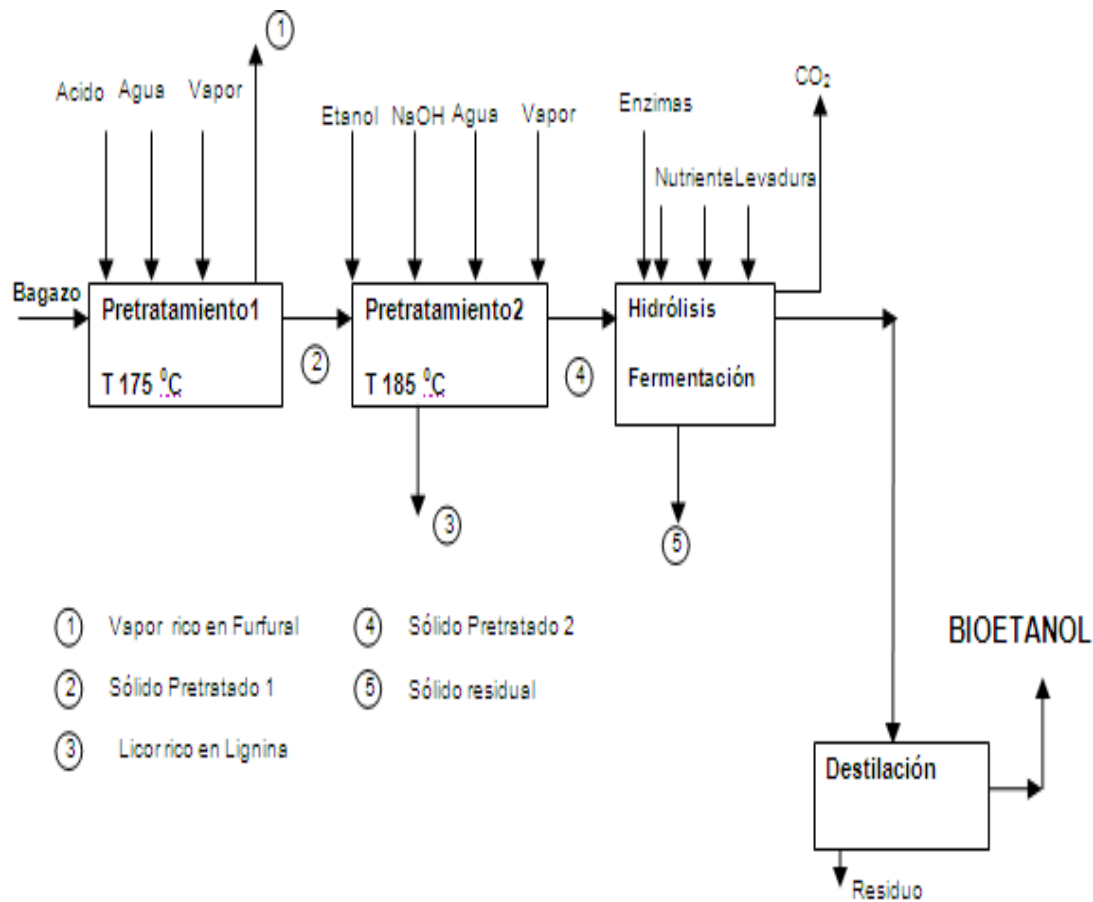 1
Acido Agua Vapor
Etanol NaOH Agua Vapor
Enzimas
CO₂
NutrienteLevadura
Bagazo
Pretratamiento1
T 175 ⁰C
2
Pretratamiento2
T 185 ⁰C
4
Hidrólisis
Fermentación
3
5
1 Vapor rico en Furfural
2 Sólido Pretratado 1
3 Licor rico en Lignina
4 Sólido Pretratado 2
5 Sólido residual
BIOETANOL
Destilación
Residuo